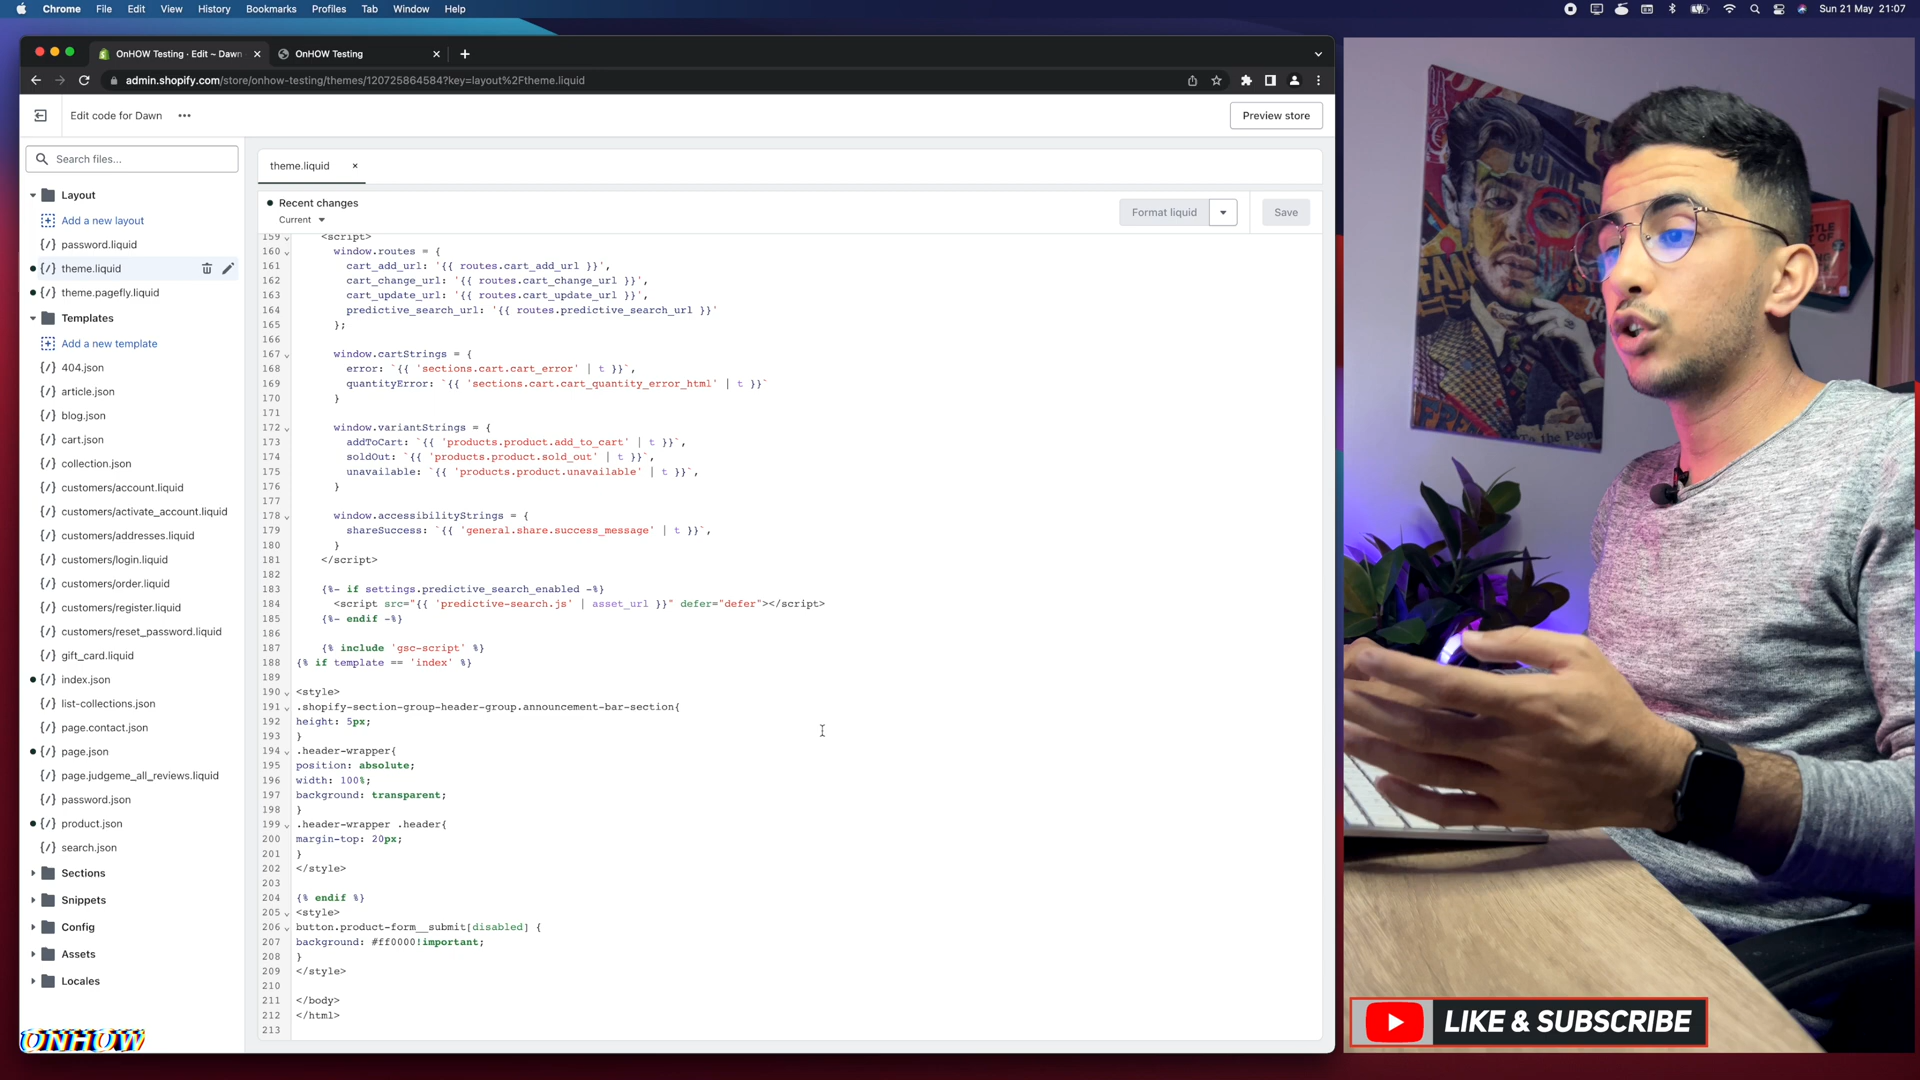 Chrome File Edit View History Bookmarks Profiles Tab Window Help Sun 21 May 21:07
OnHOW Testing · Edit ~ Dawn
OnHOW Testing
admin.shopify.com/store/onhow-testing/themes/120725864584?key=layout%2Ftheme.liquid
Edit code for Dawn
Preview store
Search files...
Layout
Add a new layout
{/} password.liquid
{/} theme.liquid
{/} theme.pagefly.liquid
Templates
Add a new template
{/} 404.json
{/} article.json
{/} blog.json
{/} cart.json
{/} collection.json
{/} customers/account.liquid
{/} customers/activate_account.liquid
{/} customers/addresses.liquid
{/} customers/login.liquid
{/} customers/order.liquid
{/} customers/register.liquid
{/} customers/reset_password.liquid
{/} gift_card.liquid
{/} index.json
{/} list-collections.json
{/} page.contact.json
{/} page.json
{/} page.judgeme_all_reviews.liquid
{/} password.json
{/} product.json
{/} search.json
Sections
Snippets
Config
Assets
Locales
ONHOW
theme.liquid
Recent changes
Current
Format liquid
Save
159 <script>
160 window.routes = {
161 cart_add_url: '{{ routes.cart_add_url }}',
162 cart_change_url: '{{ routes.cart_change_url }}',
163 cart_update_url: '{{ routes.cart_update_url }}',
164 predictive_search_url: '{{ routes.predictive_search_url }}'
165 };
166
167 window.cartStrings = {
168 error: `{{ 'sections.cart.cart_error' | t }}`,
169 quantityError: `{{ 'sections.cart.cart_quantity_error_html' | t }}`
170 }
171
172 window.variantStrings = {
173 addToCart: `{{ 'products.product.add_to_cart' | t }}`,
174 soldOut: `{{ 'products.product.sold_out' | t }}`,
175 unavailable: `{{ 'products.product.unavailable' | t }}`,
176 }
177
178 window.accessibilityStrings = {
179 shareSuccess: `{{ 'general.share.success_message' | t }}`,
180 }
181 </script>
182
183 {%- if settings.predictive_search_enabled -%}
184 <script src="{{ 'predictive-search.js' | asset_url }}" defer="defer"></script>
185 {%- endif -%}
186
187 {% include 'gsc-script' %}
188 {% if template == 'index' %}
189
190 <style>
191 .shopify-section-group-header-group.announcement-bar-section{
192 height: 5px;
193 }
194 .header-wrapper{
195 position: absolute;
196 width: 100%;
197 background: transparent;
198 }
199 .header-wrapper .header{
200 margin-top: 20px;
201 }
202 </style>
203
204 {% endif %}
205 <style>
206 button.product-form__submit[disabled] {
207 background: #ff0000!important;
208 }
209 </style>
210
211 </body>
212 </html>
213
COME
FAN
To the People
LIKE & SUBSCRIBE